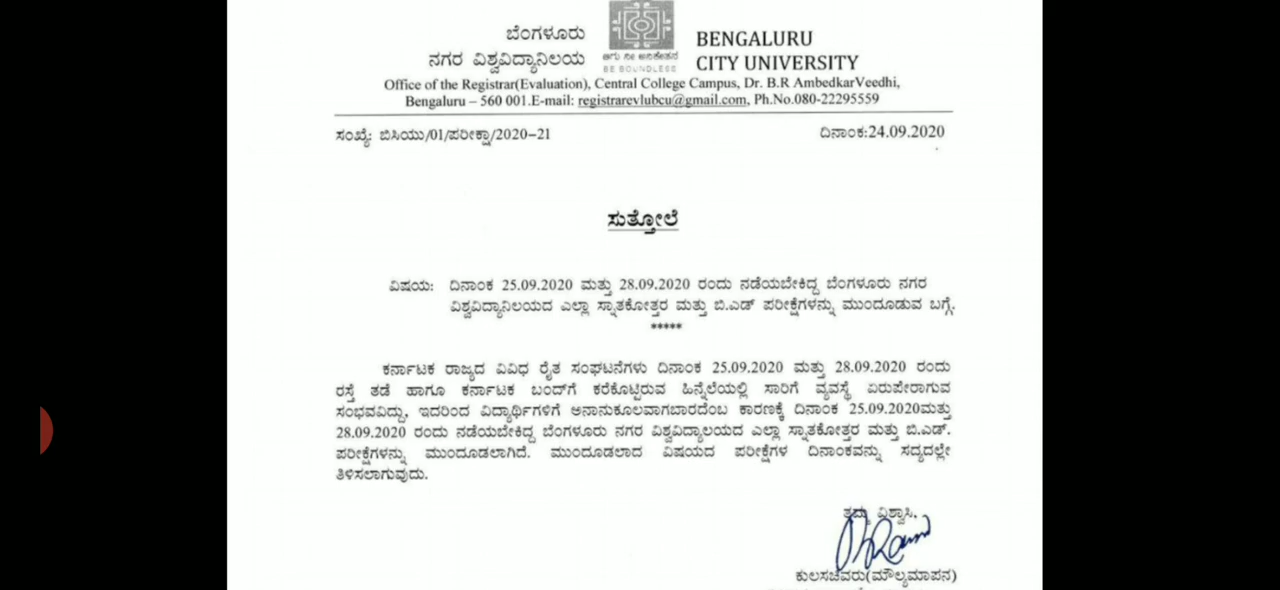 ಬೆಂಗಳೂರು
ನಗರ ವಿಶ್ವವಿದ್ಯಾನಿಲಯ
ಆಗು ನೀ ಅನಿಕೇತನ
BE BOUNDLESS
BENGALURU
CITY UNIVERSITY
Office of the Registrar(Evaluation), Central College Campus, Dr. B.R AmbedkarVeedhi,
Bengaluru – 560 001.E-mail: registrarevlubcu@gmail.com, Ph.No.080-22295559
ಸಂಖ್ಯೆ: ಬಿಸಿಯು/01/ಪರೀಕ್ಷಾ/2020–21
ದಿನಾಂಕ:24.09.2020
ಸುತ್ತೋಲೆ
ವಿಷಯ: ದಿನಾಂಕ 25.09.2020 ಮತ್ತು 28.09.2020 ರಂದು ನಡೆಯಬೇಕಿದ್ದ ಬೆಂಗಳೂರು ನಗರ
ವಿಶ್ವವಿದ್ಯಾನಿಲಯದ ಎಲ್ಲಾ ಸ್ನಾತಕೋತ್ತರ ಮತ್ತು ಬಿ.ಎಡ್ ಪರೀಕ್ಷೆಗಳನ್ನು ಮುಂದೂಡುವ ಬಗ್ಗೆ.
*****
ಕರ್ನಾಟಕ ರಾಜ್ಯದ ವಿವಿಧ ರೈತ ಸಂಘಟನೆಗಳು ದಿನಾಂಕ 25.09.2020 ಮತ್ತು 28.09.2020 ರಂದು
ರಸ್ತೆ ತಡೆ ಹಾಗೂ ಕರ್ನಾಟಕ ಬಂದ್‌ಗೆ ಕರೆಕೊಟ್ಟಿರುವ ಹಿನ್ನೆಲೆಯಲ್ಲಿ ಸಾರಿಗೆ ವ್ಯವಸ್ಥೆ ಏರುಪೇರಾಗುವ
ಸಂಭವವಿದ್ದು, ಇದರಿಂದ ವಿದ್ಯಾರ್ಥಿಗಳಿಗೆ ಅನಾನುಕೂಲವಾಗಬಾರದೆಂಬ ಕಾರಣಕ್ಕೆ ದಿನಾಂಕ 25.09.2020ಮತ್ತು
28.09.2020 ರಂದು ನಡೆಯಬೇಕಿದ್ದ ಬೆಂಗಳೂರು ನಗರ ವಿಶ್ವವಿದ್ಯಾಲಯದ ಎಲ್ಲಾ ಸ್ನಾತಕೋತ್ತರ ಮತ್ತು ಬಿ.ಎಡ್.
ಪರೀಕ್ಷೆಗಳನ್ನು ಮುಂದೂಡಲಾಗಿದೆ. ಮುಂದೂಡಲಾದ ವಿಷಯದ ಪರೀಕ್ಷೆಗಳ ದಿನಾಂಕವನ್ನು ಸದ್ಯದಲ್ಲೇ
ತಿಳಿಸಲಾಗುವುದು.
ತಮ್ಮ ವಿಶ್ವಾಸಿ,
ಕುಲಸಚಿವರು(ಮೌಲ್ಯಮಾಪನ)